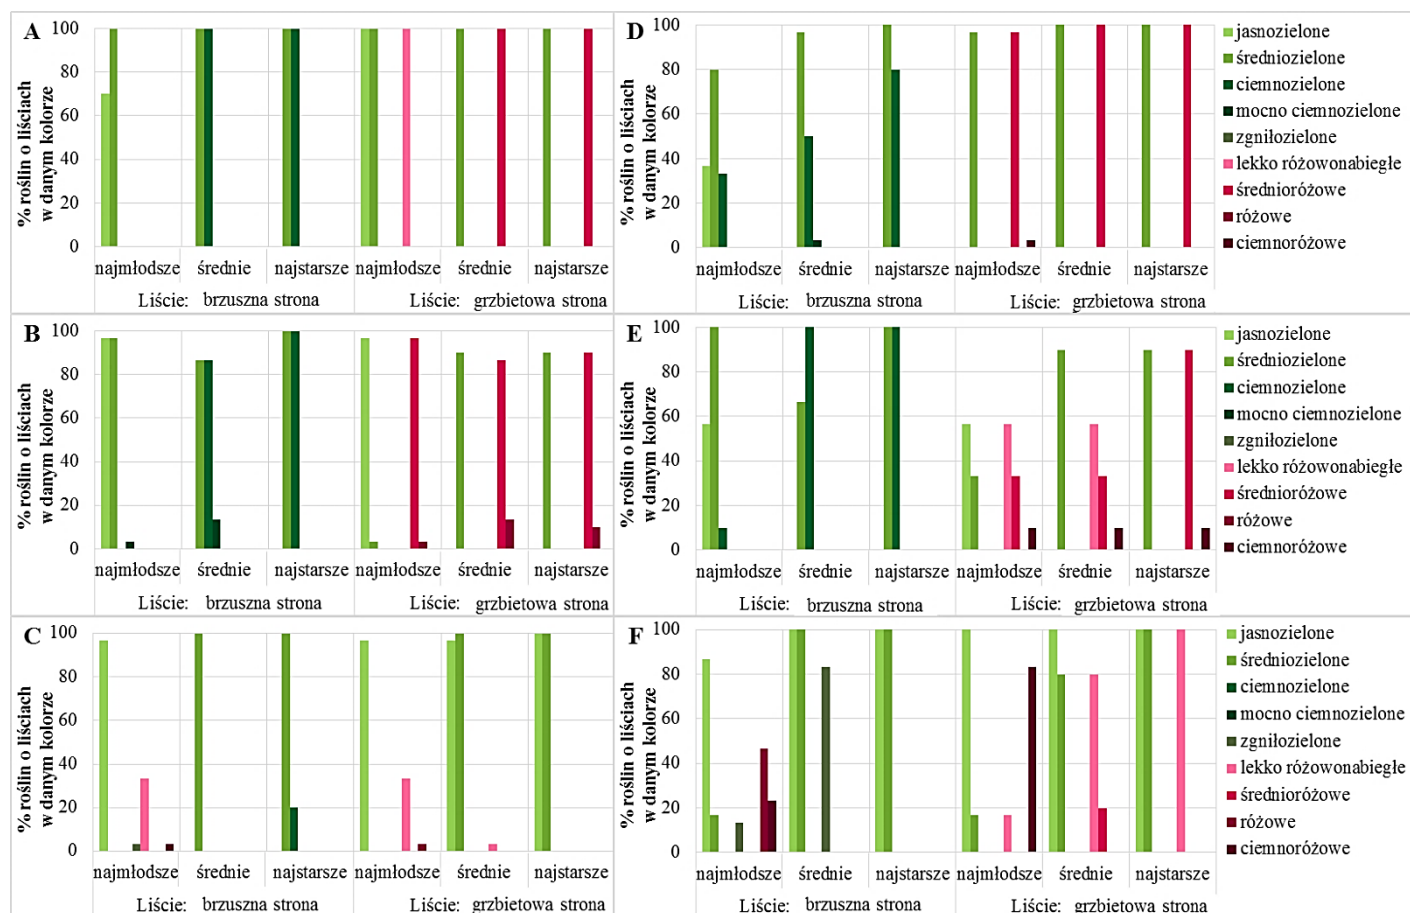 A
% roślin o liściach
w danym kolorze
100
80
60
40
20
0
najmłodsze średnie najstarsze najmłodsze średnie najstarsze
Liście: brzuszna strona Liście: grzbietowa strona
D
% roślin o liściach
w danym kolorze
100
80
60
40
20
0
najmłodsze średnie najstarsze najmłodsze średnie najstarsze
Liście: brzuszna strona Liście: grzbietowa strona
jasnozielone
średniozielone
ciemnozielone
mocno ciemnozielone
zgniłozielone
lekko różowonabiegłe
średnioróżowe
różowe
ciemnoróżowe
B
% roślin o liściach
w danym kolorze
100
80
60
40
20
0
najmłodsze średnie najstarsze najmłodsze średnie najstarsze
Liście: brzuszna strona Liście: grzbietowa strona
E
% roślin o liściach
w danym kolorze
100
80
60
40
20
0
najmłodsze średnie najstarsze najmłodsze średnie najstarsze
Liście: brzuszna strona Liście: grzbietowa strona
jasnozielone
średniozielone
ciemnozielone
mocno ciemnozielone
zgniłozielone
lekko różowonabiegłe
średnioróżowe
różowe
ciemnoróżowe
C
% roślin o liściach
w danym kolorze
100
80
60
40
20
0
najmłodsze średnie najstarsze najmłodsze średnie najstarsze
Liście: brzuszna strona Liście: grzbietowa strona
F
% roślin o liściach
w danym kolorze
100
80
60
40
20
0
najmłodsze średnie najstarsze najmłodsze średnie najstarsze
Liście: brzuszna strona Liście: grzbietowa strona
jasnozielone
średniozielone
ciemnozielone
mocno ciemnozielone
zgniłozielone
lekko różowonabiegłe
średnioróżowe
różowe
ciemnoróżowe